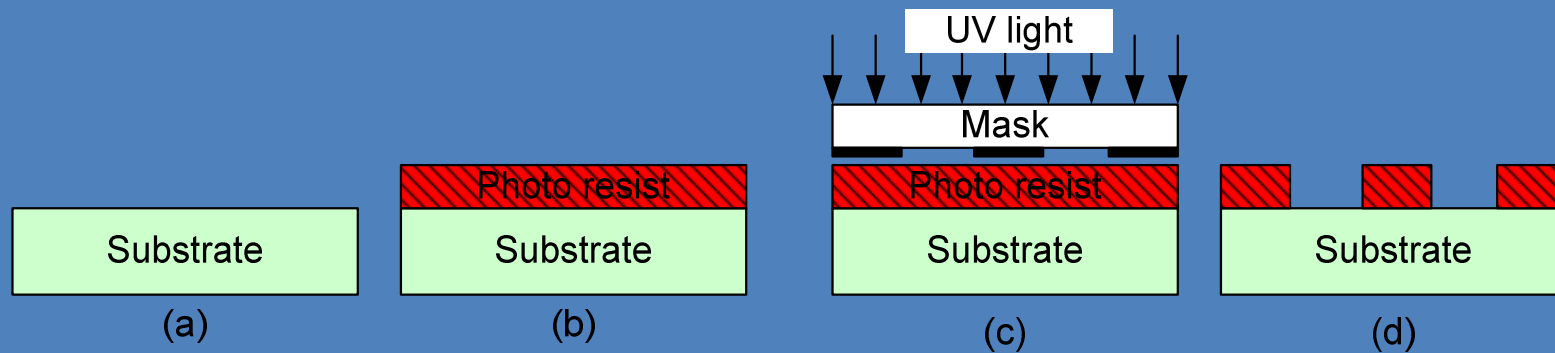 Substrate
(a)
Photo resist
Substrate
(b)
UV light
Mask
Photo resist
Substrate
(c)
Substrate
(d)